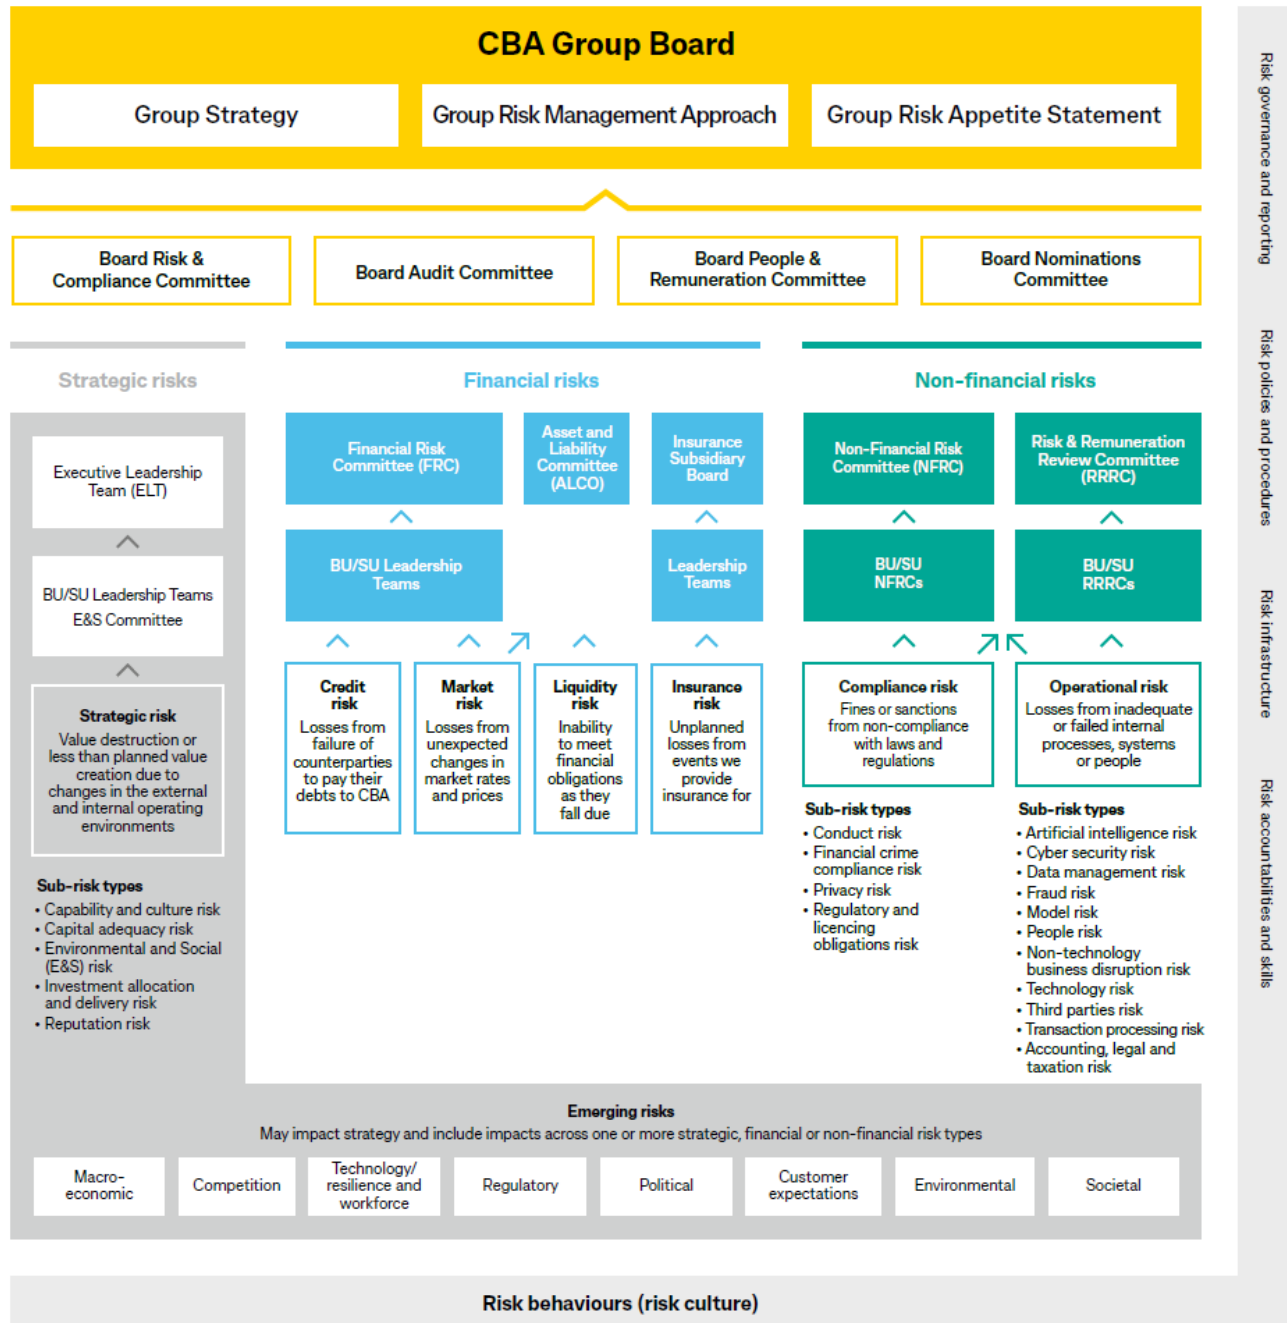 CBA Group Board
Group Strategy
Group Risk Management Approach
Group Risk Appetite Statement
Board Risk &
Compliance Committee
Board Audit Committee
Board People &
Remuneration Committee
Board Nominations
Committee
Strategic risks
Executive Leadership
Team (ELT)
BU/SU Leadership Teams
E&S Committee
Strategic risk
Value destruction or
less than planned value
creation due to
changes in the external
and internal operating
environments
Sub-risk types
• Capability and culture risk
• Capital adequacy risk
• Environmental and Social
(E&S) risk
• Investment allocation
and delivery risk
• Reputation risk
Financial risks
Financial Risk
Committee (FRC)
Asset and
Liability
Committee
(ALCO)
Insurance
Subsidiary
Board
BU/SU Leadership
Teams
Leadership
Teams
Credit
risk
Losses from
failure of
counterparties
to pay their
debts to CBA
Market
risk
Losses from
unexpected
changes in
market rates
and prices
Liquidity
risk
Inability
to meet
financial
obligations
as they
fall due
Insurance
risk
Unplanned
losses from
events we
provide
insurance for
Non-financial risks
Non-Financial Risk
Committee (NFRC)
Risk & Remuneration
Review Committee
(RRRC)
BU/SU
NFRCs
BU/SU
RRRCs
Compliance risk
Fines or sanctions
from non-compliance
with laws and
regulations
Sub-risk types
• Conduct risk
• Financial crime
compliance risk
• Privacy risk
• Regulatory and
licencing
obligations risk
Operational risk
Losses from inadequate
or failed internal
processes, systems
or people
Sub-risk types
• Artificial intelligence risk
• Cyber security risk
• Data management risk
• Fraud risk
• Model risk
• People risk
• Non-technology
business disruption risk
• Technology risk
• Third parties risk
• Transaction processing risk
• Accounting, legal and
taxation risk
Emerging risks
May impact strategy and include impacts across one or more strategic, financial or non-financial risk types
Macro-
economic
Competition
Technology/
resilience and
workforce
Regulatory
Political
Customer
expectations
Environmental
Societal
Risk governance and reporting
Risk policies and procedures
Risk infrastructure
Risk accountabilities and skills
Risk behaviours (risk culture)